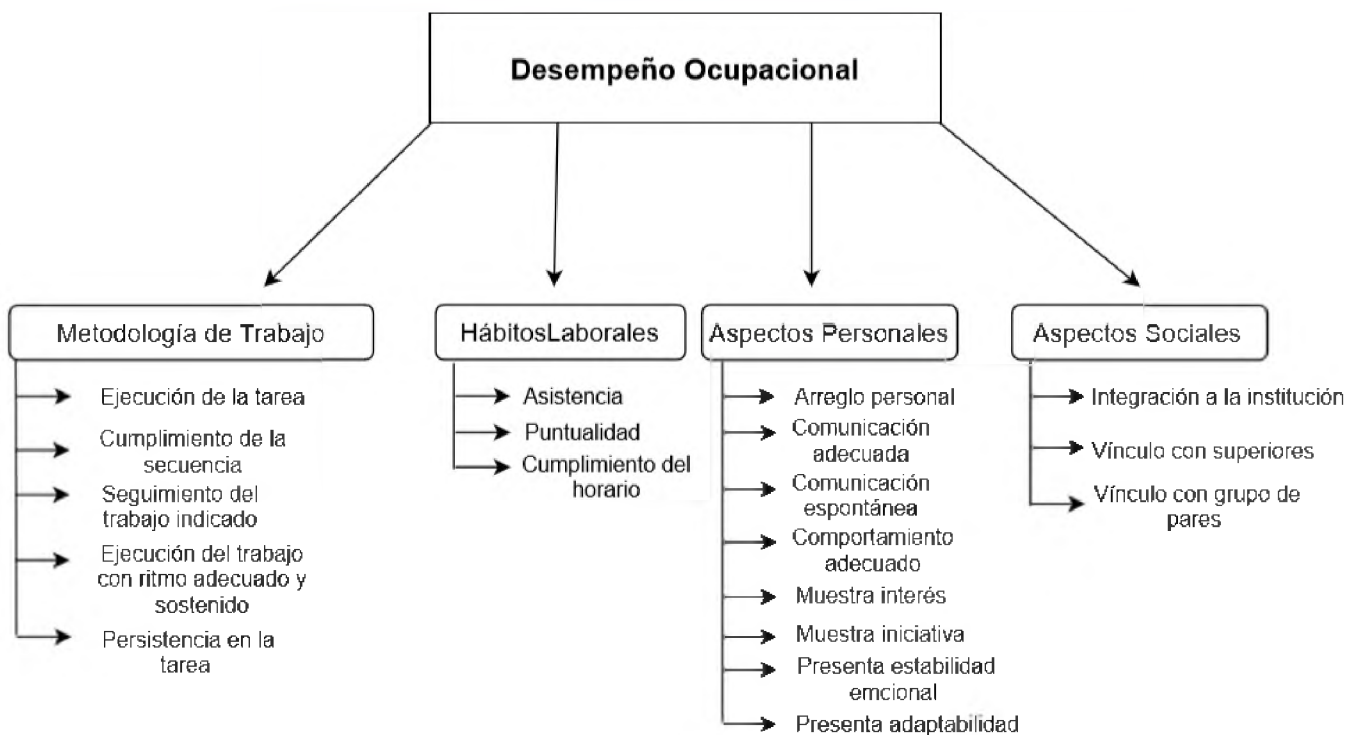 Desempeño Ocupacional
Metodología de Trabajo
Ejecución de la tarea
Cumplimiento de la
secuencia
Seguimiento del
trabajo indicado
Ejecución del trabajo
con ritmo adecuado y
sostenido
Persistencia en la
tarea
HábitosLaborales
Asistencia
Puntualidad
Cumplimiento del
horario
Aspectos Personales
Arreglo personal
Comunicación
adecuada
Comunicación
espontánea
Comportamiento
adecuado
Muestra interés
Muestra iniciativa
Presenta estabilidad
emcional
Presenta adaptabilidad
Aspectos Sociales
Integración a la institución
Vínculo con superiores
Vínculo con grupo de
pares